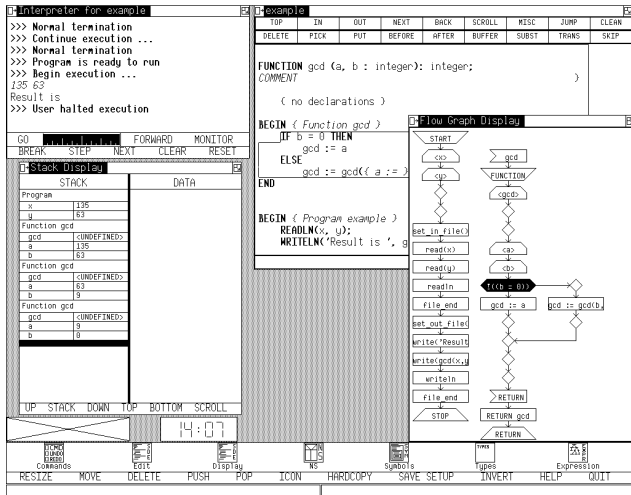 Interpreter for example
>>> Normal termination
>>> Continue execution ...
>>> Normal termination
>>> Program is ready to run
>>> Begin execution ...
135 63
Result is
>>> User halted execution
GO FORWARD MONITOR
BREAK STEP NEXT CLEAR RESET
example
TOP IN OUT NEXT BACK SCROLL MISC JUMP CLEAN
DELETE PICK PUT BEFORE AFTER BUFFER SUBST TRANS SKIP
FUNCTION gcd (a, b : integer): integer;
COMMENT }
{ no declarations }
BEGIN { Function gcd }
IF b = 0 THEN
gcd := a
ELSE
gcd := gcd({ a := }
END
BEGIN { Program example }
READLN(x, y);
WRITELN('Result is ', g
Stack Display
STACK DATA
Program
x 135
y 63
Function gcd
gcd <UNDEFINED>
a 135
b 63
Function gcd
gcd <UNDEFINED>
a 63
b 9
Function gcd
gcd <UNDEFINED>
a 9
b 0
UP STACK DOWN TOP BOTTOM SCROLL
Flow Graph Display
START
<x> gcd
<y> FUNCTION
<gcd>
set_in_file()
read(x) <a>
read(y) <b>
readln !((b = 0))
file_end gcd := a gcd := gcd(b,
set_out_file(
write('Result
write(gcd(x,y
writeln
file_end RETURN
STOP RETURN gcd
RETURN
14:07
CMD
UNDO
REDO
TYPES
Commands Edit Display NS Symbols Types Expression
RESIZE MOVE DELETE PUSH POP ICON HARDCOPY SAVE SETUP INVERT HELP QUIT